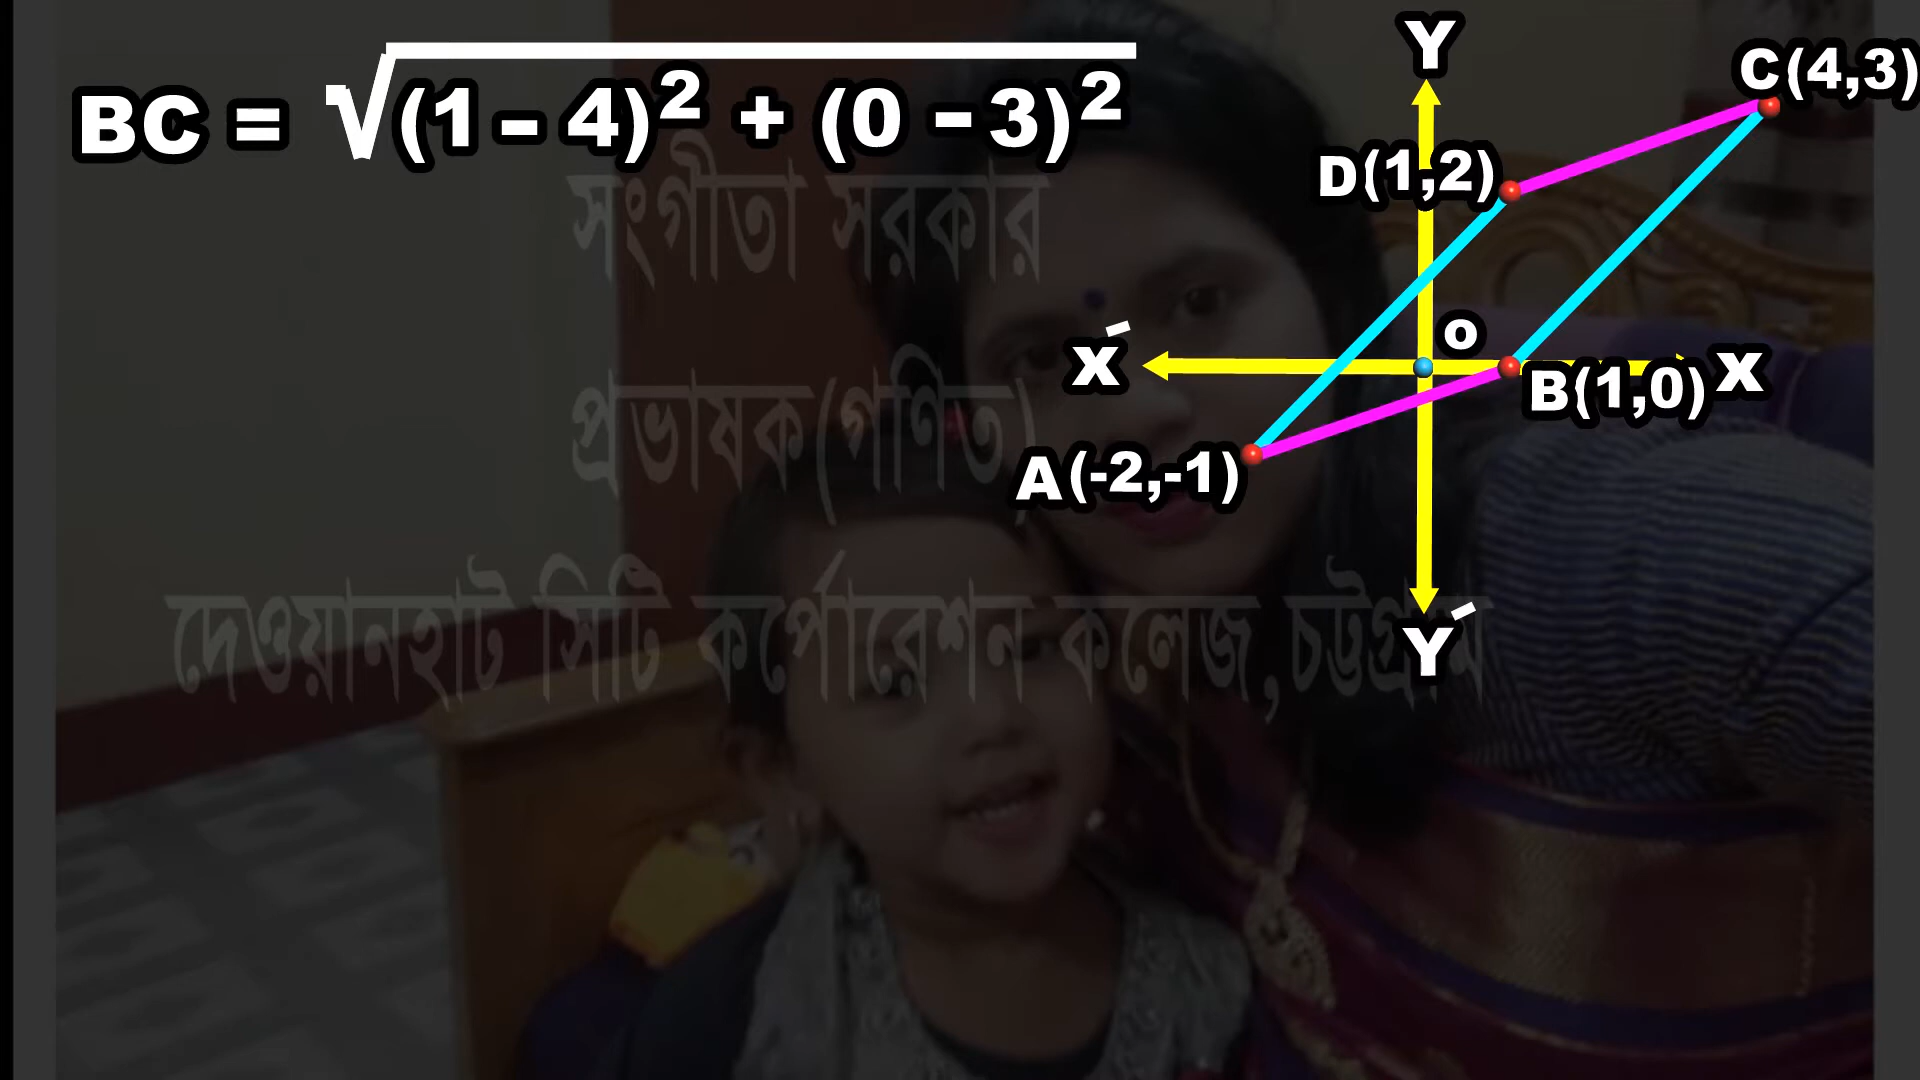 BC = √(1 - 4)² + (0 - 3)²
Y
C(4,3)
D(1,2)
সংগীতা সরকার
O
X́
X
B(1,0)
প্রভাষক(গণিত)
A(-2,-1)
দেওয়ানহাট সিটি কর্পোরেশন কলেজ,চট্টগ্রাম
Ý